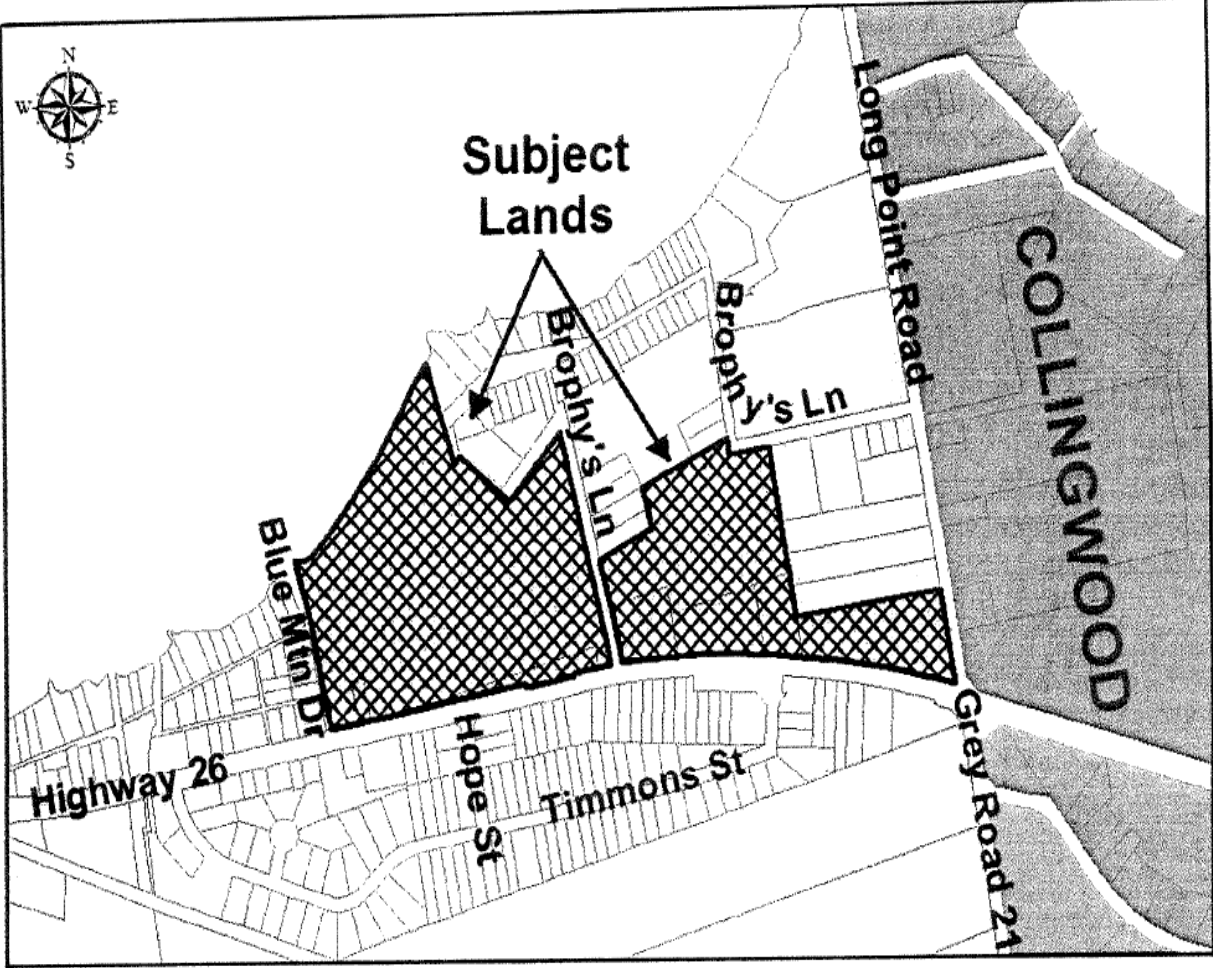 N
W E
S
Subject
Lands
Long Point Road
COLLINGWOOD
Brophy's Ln
Brophy's Ln
Blue Mtn Dr
Highway 26
Hope St
Timmons St
Grey Road 21